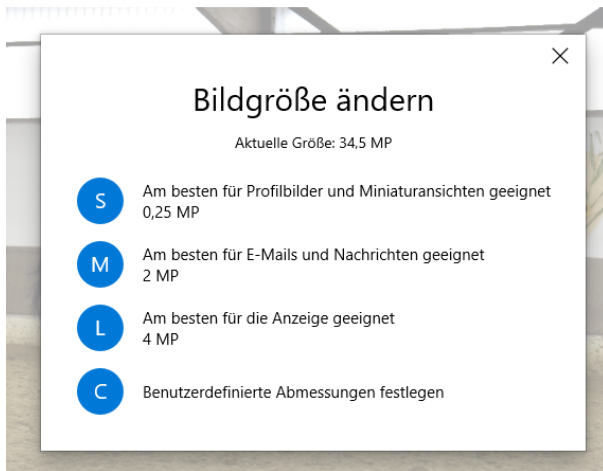 Bildgröße ändern
Aktuelle Größe: 34,5 MP
S
Am besten für Profilbilder und Miniaturansichten geeignet
0,25 MP
M
Am besten für E-Mails und Nachrichten geeignet
2 MP
L
Am besten für die Anzeige geeignet
4 MP
C
Benutzerdefinierte Abmessungen festlegen